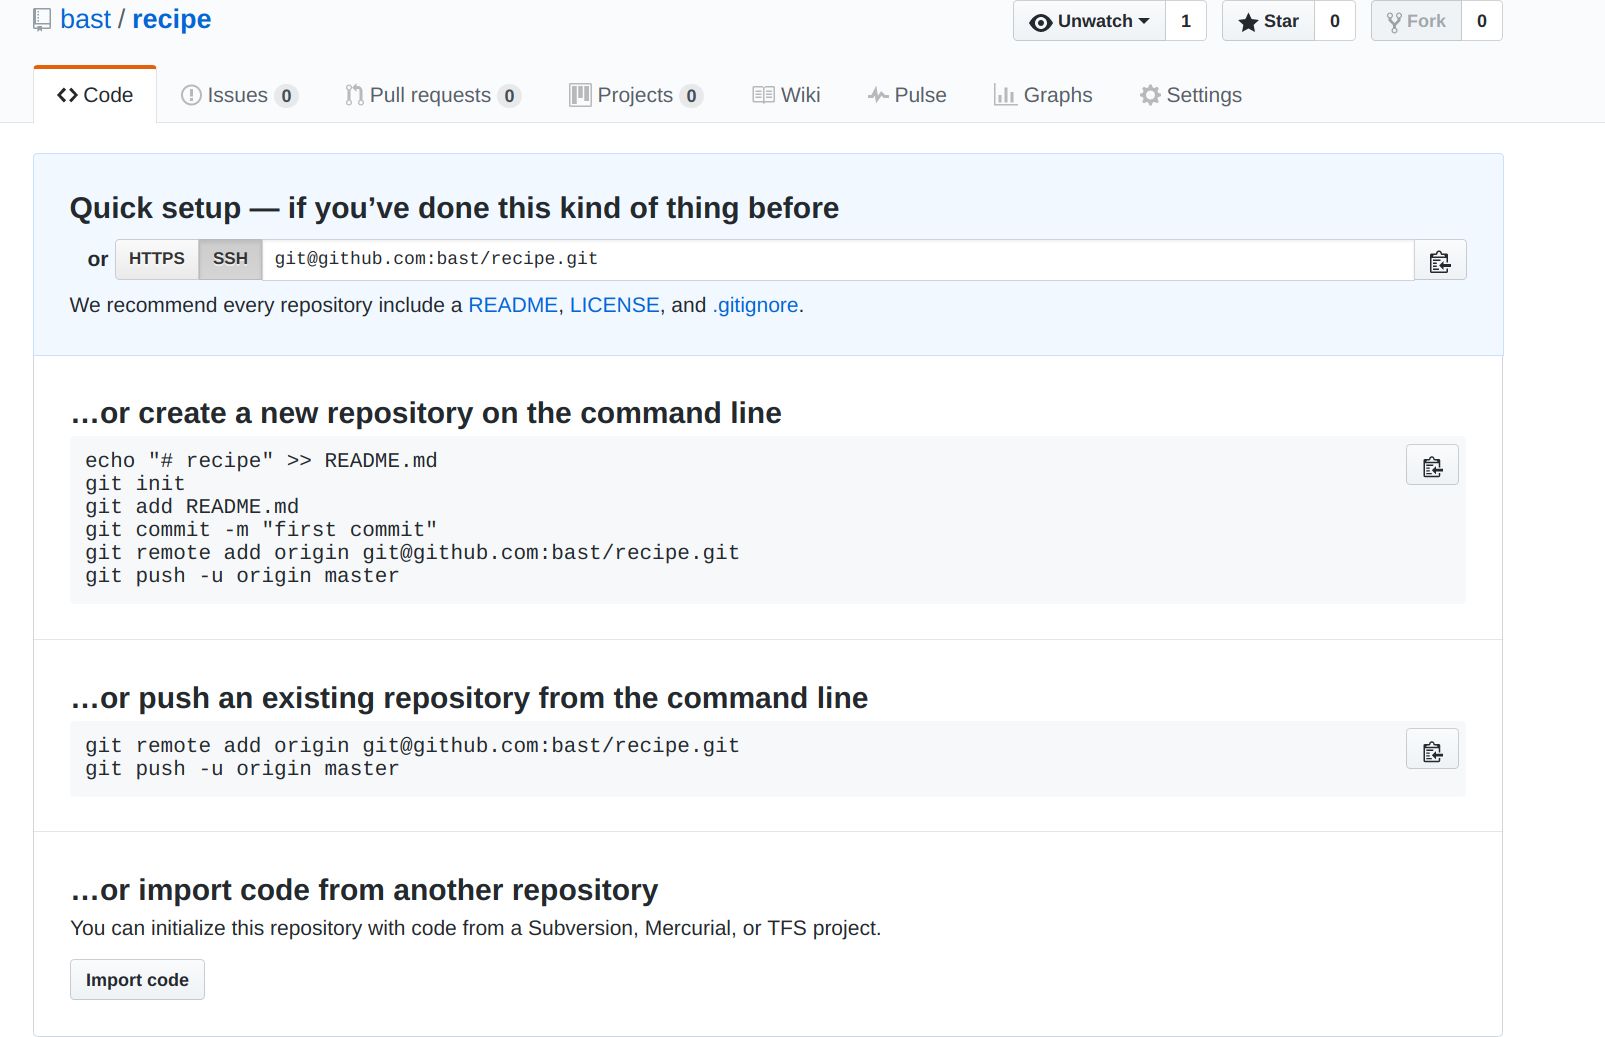 bast / recipe
Unwatch 1 Star 0 Fork 0
Code Issues 0 Pull requests 0 Projects 0 Wiki Pulse Graphs Settings
Quick setup — if you’ve done this kind of thing before
or HTTPS SSH git@github.com:bast/recipe.git
We recommend every repository include a README, LICENSE, and .gitignore.
…or create a new repository on the command line
echo "# recipe" >> README.md
git init
git add README.md
git commit -m "first commit"
git remote add origin git@github.com:bast/recipe.git
git push -u origin master
…or push an existing repository from the command line
git remote add origin git@github.com:bast/recipe.git
git push -u origin master
…or import code from another repository
You can initialize this repository with code from a Subversion, Mercurial, or TFS project.
Import code